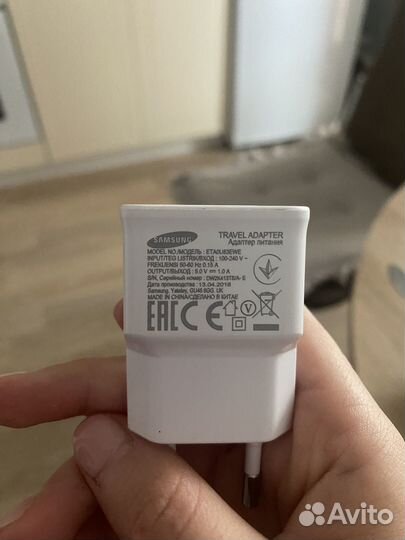 SAMSUNG
TRAVEL ADAPTER
Адаптер питания
MODEL NO./МОДЕЛЬ : ETA0U83EWE
INPUT/TEG LISTRIK/ВХОД : 100-240 V~
FREKUENSI 50-60 Hz 0.15 A
OUTPUT/ВЫХОД : 5.0 V ⎓ 1.0 A
S/N, Серийный номер : 
Дата производства : 13.04.2018
Samsung, Yateley, GU46 6GG, UK
MADE IN CHINA/СДЕЛАНО В КИТАЕ
EAC CE
V
Avito